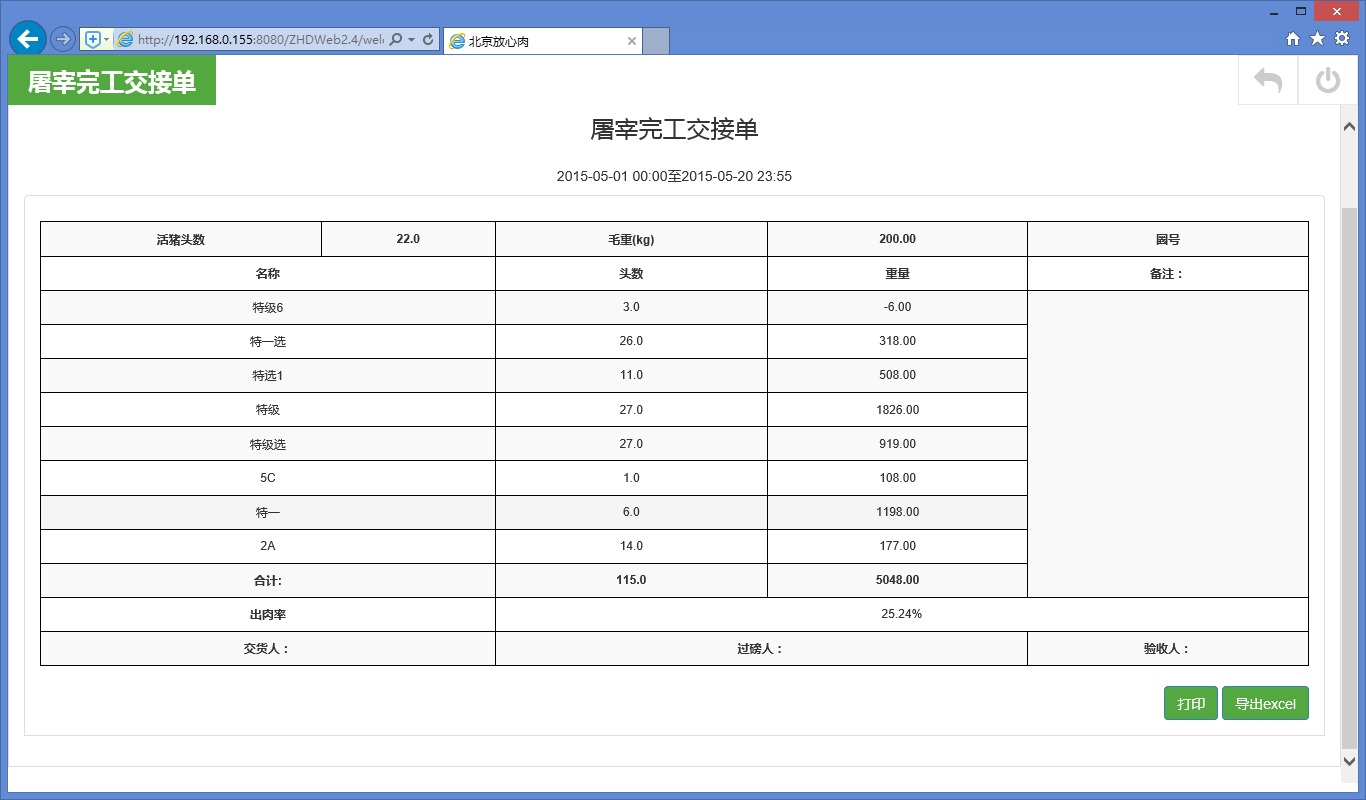 http://192.168.0.155:8080/ZHDWeb2.4/wel
北京放心肉
屠宰完工交接单
屠宰完工交接单
2015-05-01 00:00至2015-05-20 23:55
活猪头数 22.0 毛重(kg) 200.00 圈号
名称 头数 重量 备注：
特级6 3.0 -6.00
特一选 26.0 318.00
特选1 11.0 508.00
特级 27.0 1826.00
特级选 27.0 919.00
5C 1.0 108.00
特一 6.0 1198.00
2A 14.0 177.00
合计: 115.0 5048.00
出肉率 25.24%
交货人： 过磅人： 验收人：
打印 导出excel